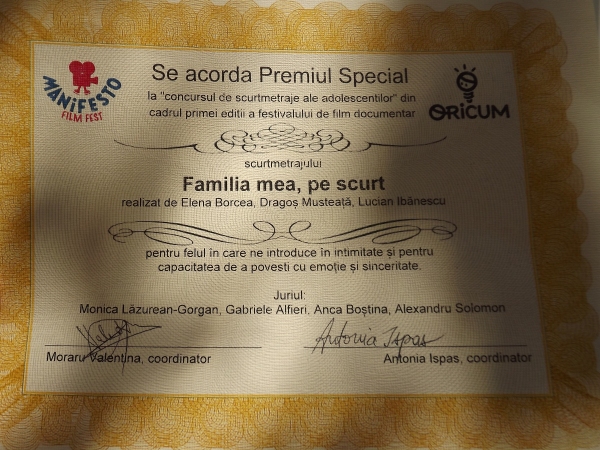 MANIFESTO
FILM FEST
ORiCUM
Se acorda Premiul Special
la "concursul de scurtmetraje ale adolescentilor" din
cadrul primei editii a festivalului de film documentar
scurtmetrajului
Familia mea, pe scurt
realizat de Elena Borcea, Dragoș Musteață, Lucian Ibănescu
pentru felul în care ne introduce în intimitate și pentru
capacitatea de a povesti cu emoție și sinceritate.
Juriul:
Monica Lăzurean-Gorgan, Gabriele Alfieri, Anca Boștina, Alexandru Solomon
Antonia Ispas
Moraru Valentina, coordinator
Antonia Ispas, coordinator